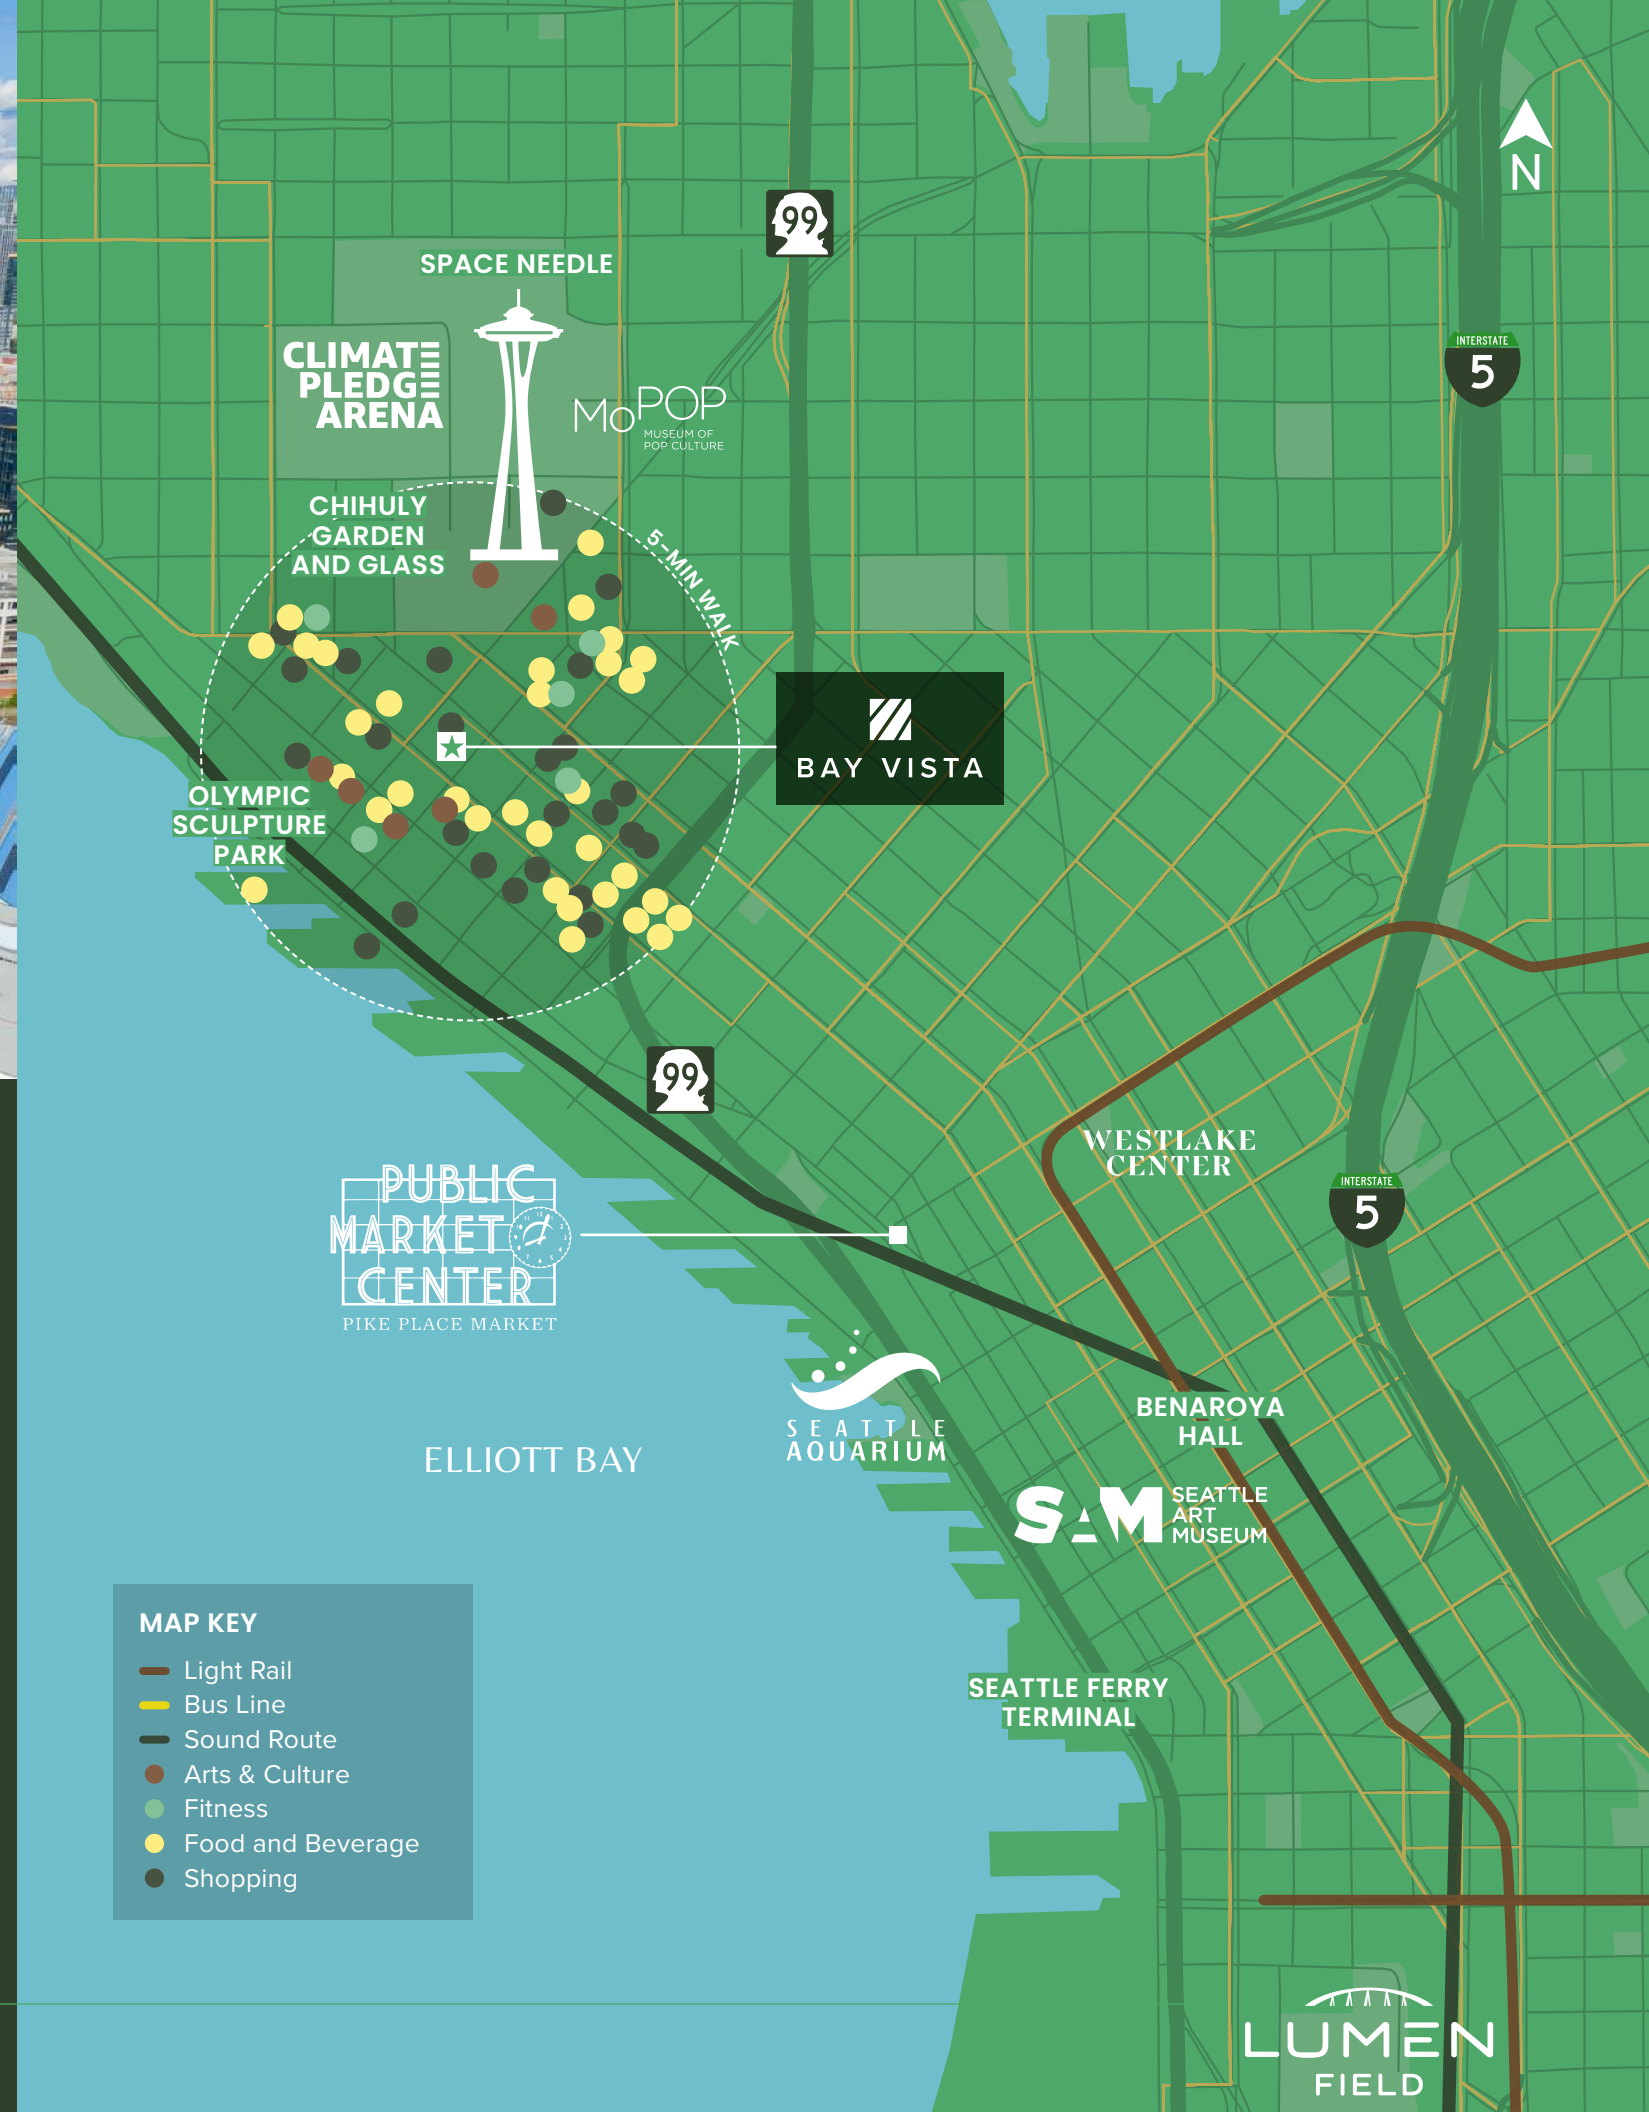 N
99
SPACE NEEDLE
INTERSTATE
5
CLIMATE
PLEDGE
ARENA
MoPOP
MUSEUM OF
POP CULTURE
CHIHULY
GARDEN
AND GLASS
5-MIN WALK
BAY VISTA
OLYMPIC
SCULPTURE
PARK
99
WESTLAKE
CENTER
INTERSTATE
5
PUBLIC
MARKET
CENTER
PIKE PLACE MARKET
SEATTLE
AQUARIUM
BENAROYA
HALL
ELLIOTT BAY
SAM
SEATTLE
ART
MUSEUM
MAP KEY
Light Rail
Bus Line
Sound Route
Arts & Culture
Fitness
Food and Beverage
Shopping
SEATTLE FERRY
TERMINAL
LUMEN
FIELD